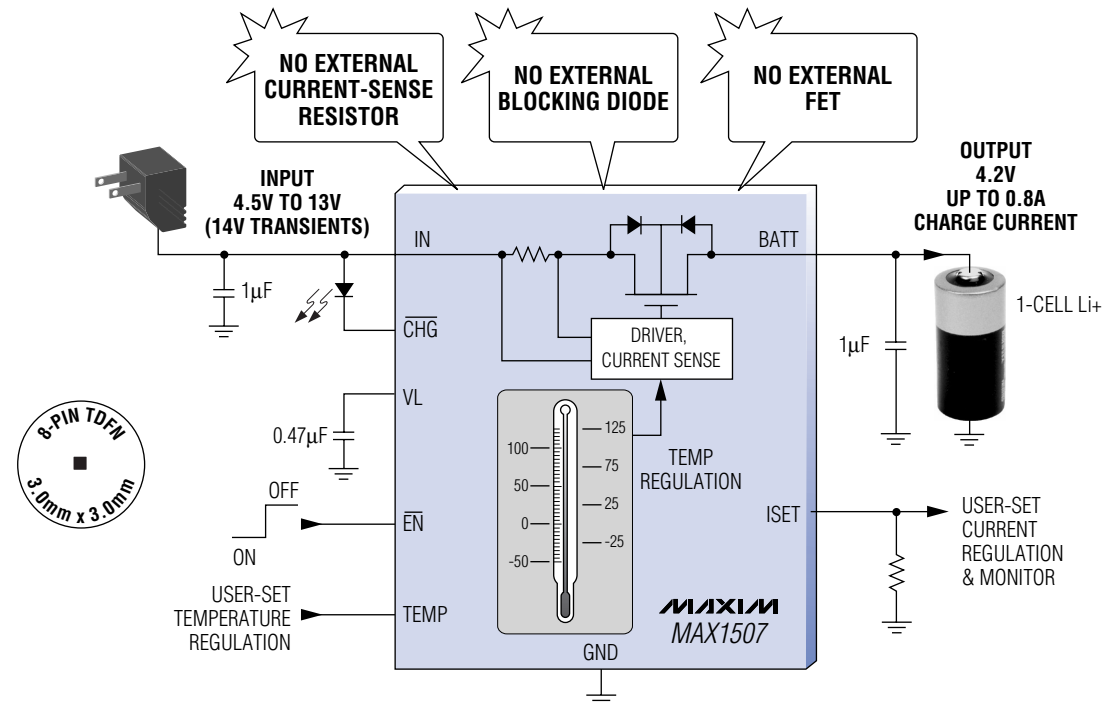 NO EXTERNAL
CURRENT-SENSE
RESISTOR
NO EXTERNAL
BLOCKING DIODE
NO EXTERNAL
FET
INPUT
4.5V TO 13V
(14V TRANSIENTS)
OUTPUT
4.2V
UP TO 0.8A
CHARGE CURRENT
IN
BATT
1µF
CHG
DRIVER,
CURRENT SENSE
1µF
1-CELL Li+
VL
0.47µF
8-PIN TDFN
3.0mm x 3.0mm
100
50
0
-50
125
75
25
-25
TEMP
REGULATION
OFF
ON
EN
ISET
USER-SET
CURRENT
REGULATION
& MONITOR
USER-SET
TEMPERATURE
REGULATION
TEMP
MAXIM
MAX1507
GND